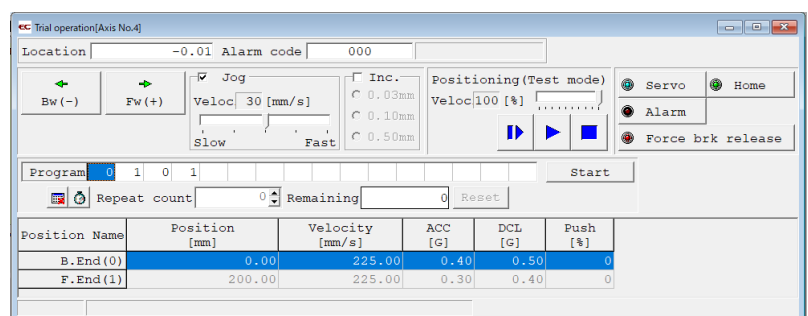 EC Trial operation[Axis No.4]
Location -0.01 Alarm code 000
Bw(-) Fw(+)
Jog
Veloc 30 [mm/s]
Slow Fast
Inc.
0.03mm
0.10mm
0.50mm
Positioning(Test mode)
Veloc 100 [%]
Servo Home
Alarm
Force brk release
Program 0 1 0 1 Start
Repeat count 0 Remaining 0 Reset
Position Name Position [mm] Velocity [mm/s] ACC [G] DCL [G] Push [%]
B.End(0) 0.00 225.00 0.40 0.50 0
F.End(1) 200.00 225.00 0.30 0.40 0